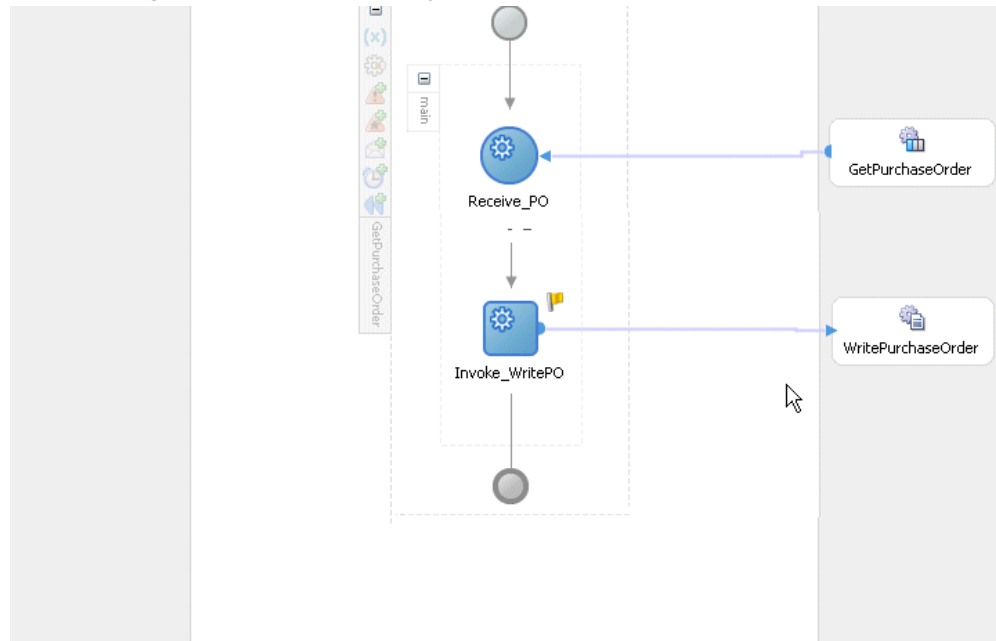 (x)
main
GetPurchaseOrder
Receive_PO
GetPurchaseOrder
Invoke_WritePO
WritePurchaseOrder